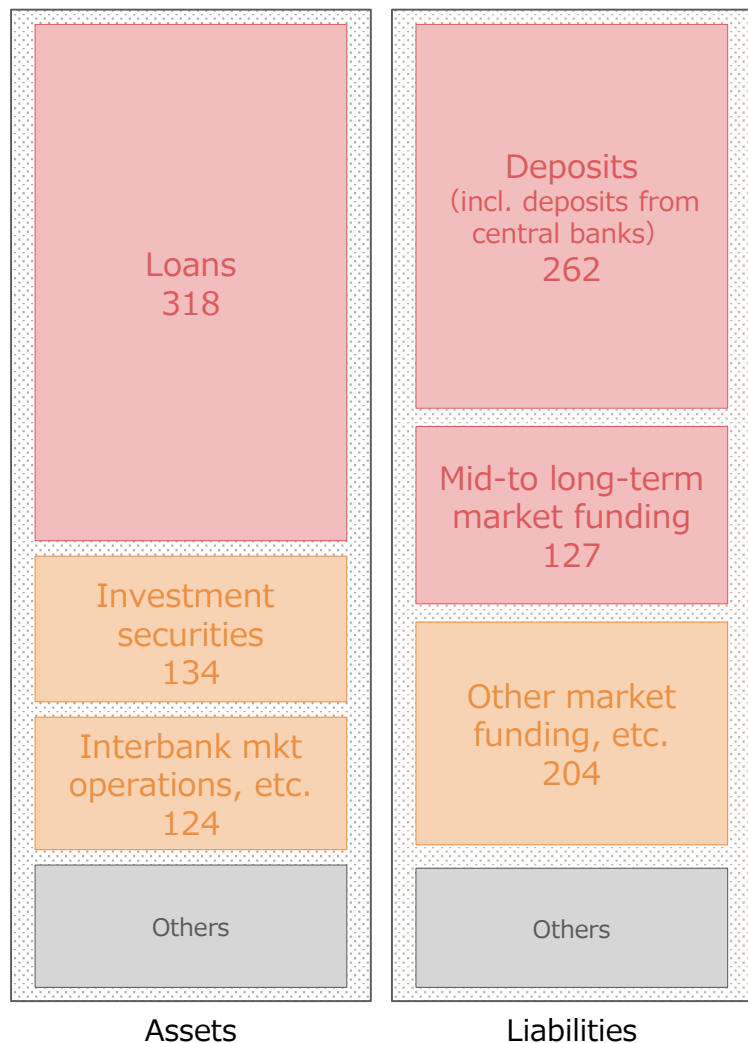 Loans
318
Investment
securities
134
Interbank mkt
operations, etc.
124
Others
Assets
Deposits
(incl. deposits from
central banks)
262
Mid-to long-term
market funding
127
Other market
funding, etc.
204
Others
Liabilities